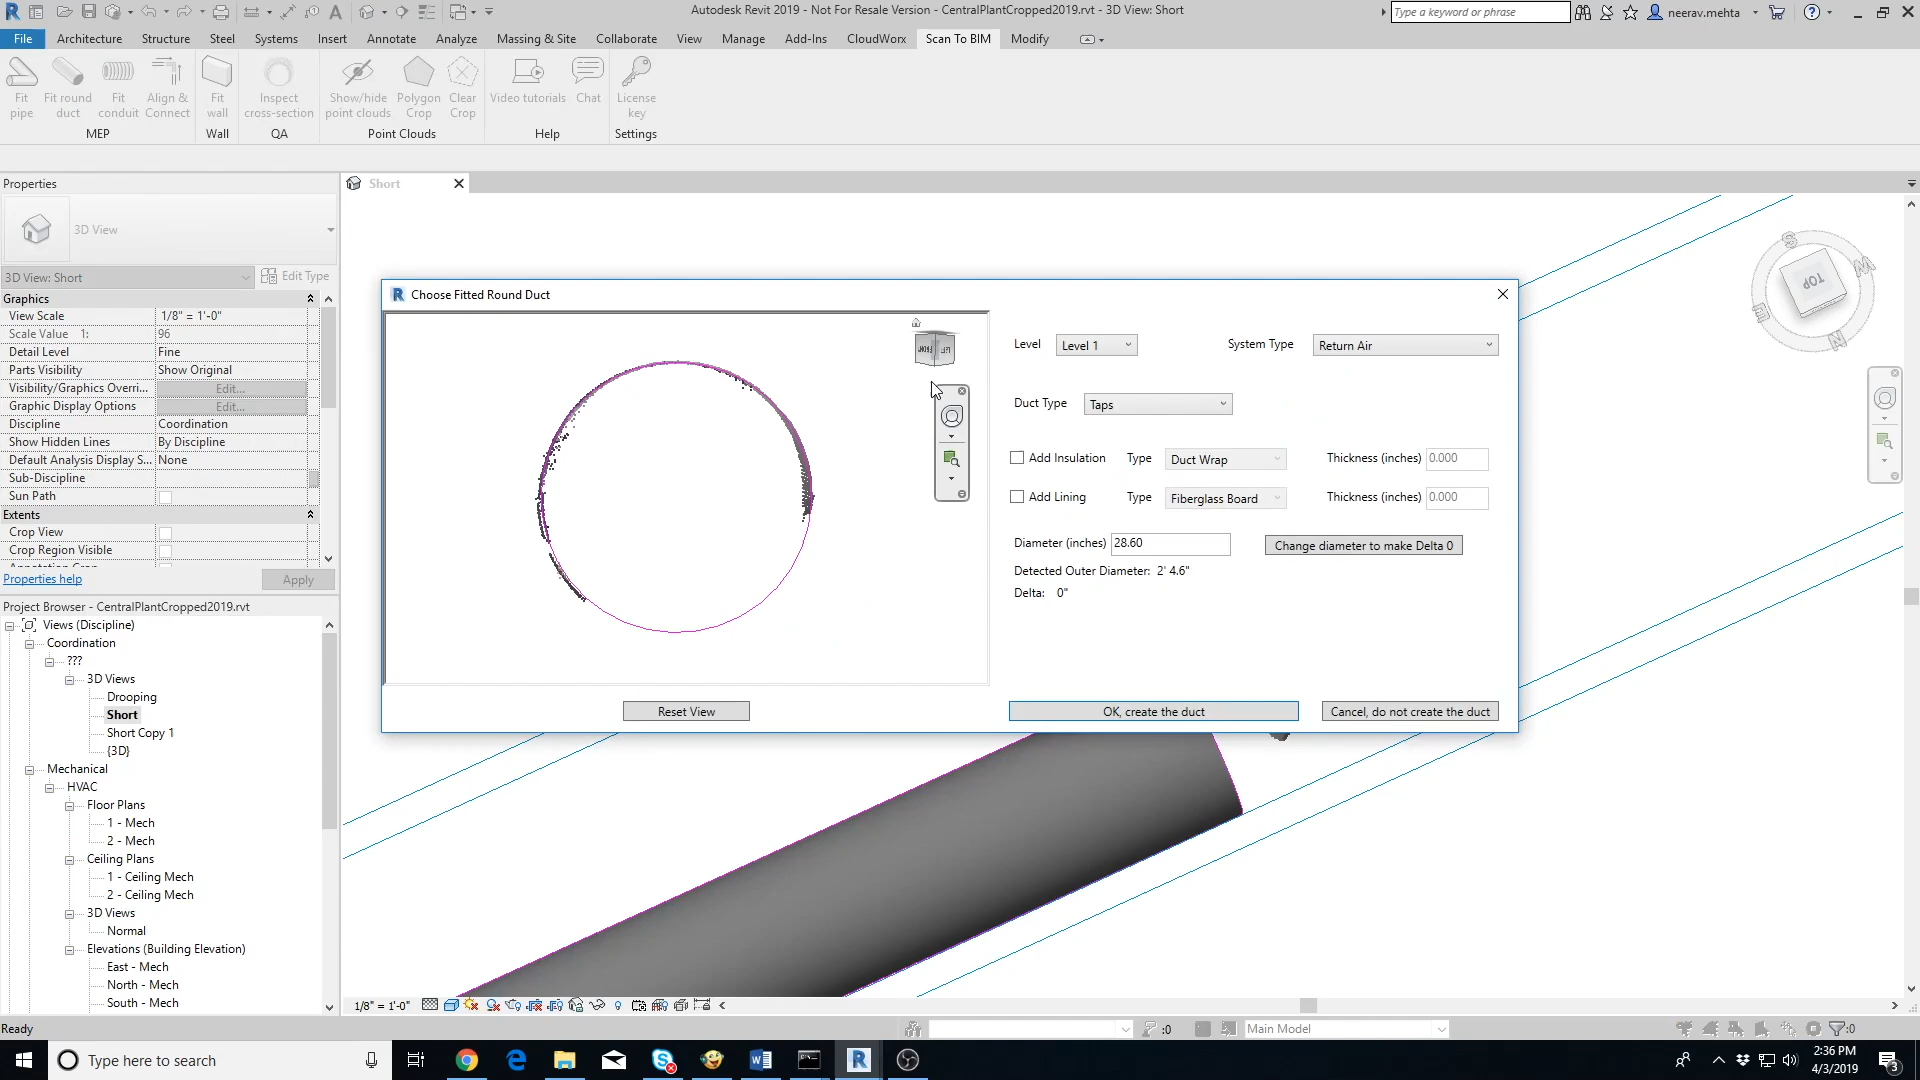 Autodesk Revit 2019 - Not For Resale Version - CentralPlantCropped2019.rvt - 3D View: Short
Type a keyword or phrase
neerav.mehta
File Architecture Structure Steel Systems Insert Annotate Analyze Massing & Site Collaborate View Manage Add-Ins CloudWorx Scan To BIM Modify
Fit pipe
Fit round duct
Fit conduit
Align & Connect
Fit wall
Inspect cross-section
Show/hide point clouds
Polygon Crop
Clear Crop
Video tutorials
Chat
License key
MEP Wall QA Point Clouds Help Settings
Properties
Short
3D View
3D View: Short
Edit Type
Graphics
View Scale 1/8" = 1'-0"
Scale Value 1: 96
Detail Level Fine
Parts Visibility Show Original
Visibility/Graphics Overri... Edit...
Graphic Display Options Edit...
Discipline Coordination
Show Hidden Lines By Discipline
Default Analysis Display S... None
Sub-Discipline
Sun Path
Extents
Crop View
Crop Region Visible
Properties help
Apply
Project Browser - CentralPlantCropped2019.rvt
Views (Discipline)
Coordination
???
3D Views
Drooping
Short
Short Copy 1
{3D}
Mechanical
HVAC
Floor Plans
1 - Mech
2 - Mech
Ceiling Plans
1 - Ceiling Mech
2 - Ceiling Mech
3D Views
Normal
Elevations (Building Elevation)
East - Mech
North - Mech
South - Mech
Choose Fitted Round Duct
Level Level 1
System Type Return Air
Duct Type Taps
Add Insulation Type Duct Wrap Thickness (inches) 0.000
Add Lining Type Fiberglass Board Thickness (inches) 0.000
Diameter (inches) 28.60 Change diameter to make Delta 0
Detected Outer Diameter: 2' 4.6"
Delta: 0"
Reset View
OK, create the duct
Cancel, do not create the duct
FRONT LEFT
TOP
S
W
N
E
1/8" = 1'-0"
Ready
:0
Main Model
:0
Type here to search
2:36 PM
4/3/2019
3